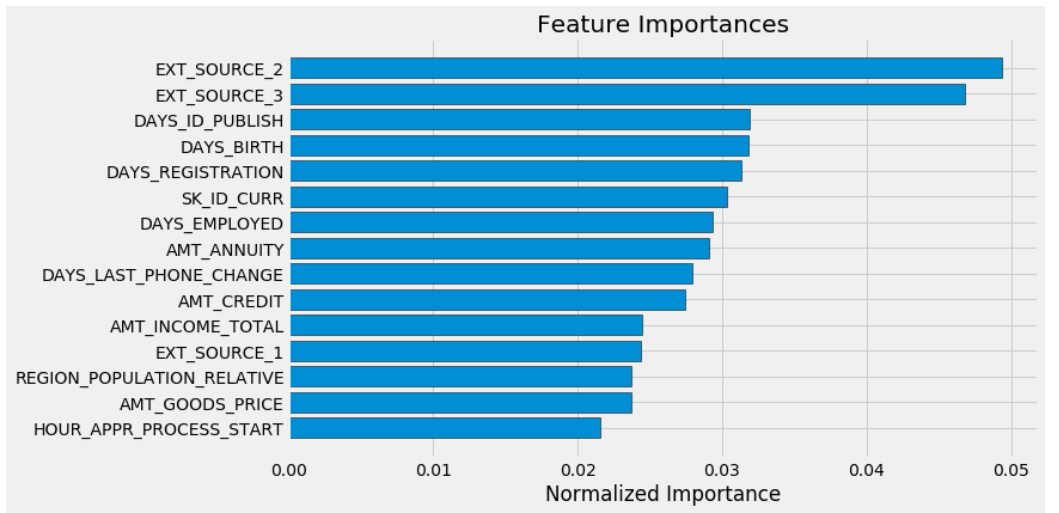 Feature Importances
EXT_SOURCE_2
EXT_SOURCE_3
DAYS_ID_PUBLISH
DAYS_BIRTH
DAYS_REGISTRATION
SK_ID_CURR
DAYS_EMPLOYED
AMT_ANNUITY
DAYS_LAST_PHONE_CHANGE
AMT_CREDIT
AMT_INCOME_TOTAL
EXT_SOURCE_1
REGION_POPULATION_RELATIVE
AMT_GOODS_PRICE
HOUR_APPR_PROCESS_START
0.00 0.01 0.02 0.03 0.04 0.05
Normalized Importance